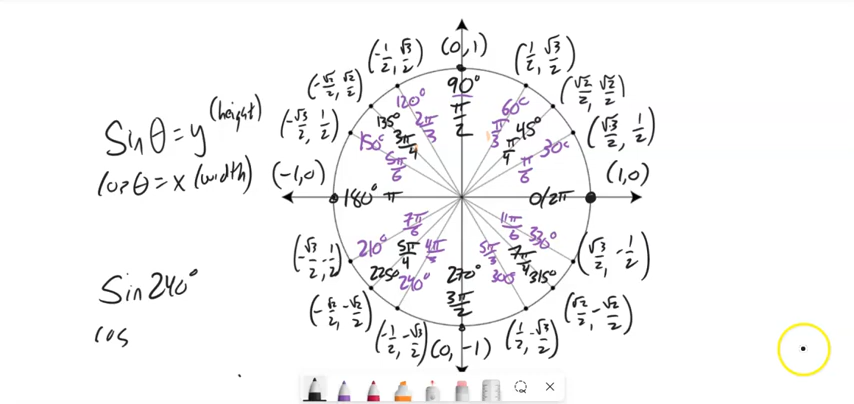 (-1/2, √3/2) (0, 1) (1/2, √3/2)
(-√2/2, √2/2) 90° (√2/2, √2/2)
120° π/2 60°
2π/3 π/3
135° 45°
3π/4 π/4
(-√3/2, 1/2) 150° 30° (√3/2, 1/2)
5π/6 π/6
Sin θ = y (height)
Cos θ = x (width)
(-1, 0) 180° π 0/2π (1, 0)
7π/6 11π/6
210° 330°
5π/4 4π/3 5π/3 7π/4
(-√3/2, -1/2) 225° 240° 270° 300° 315° (√3/2, -1/2)
3π/2
Sin 240°
(-√2/2, -√2/2) (√2/2, -√2/2)
cos
(-1/2, -√3/2) (0, -1) (1/2, -√3/2)